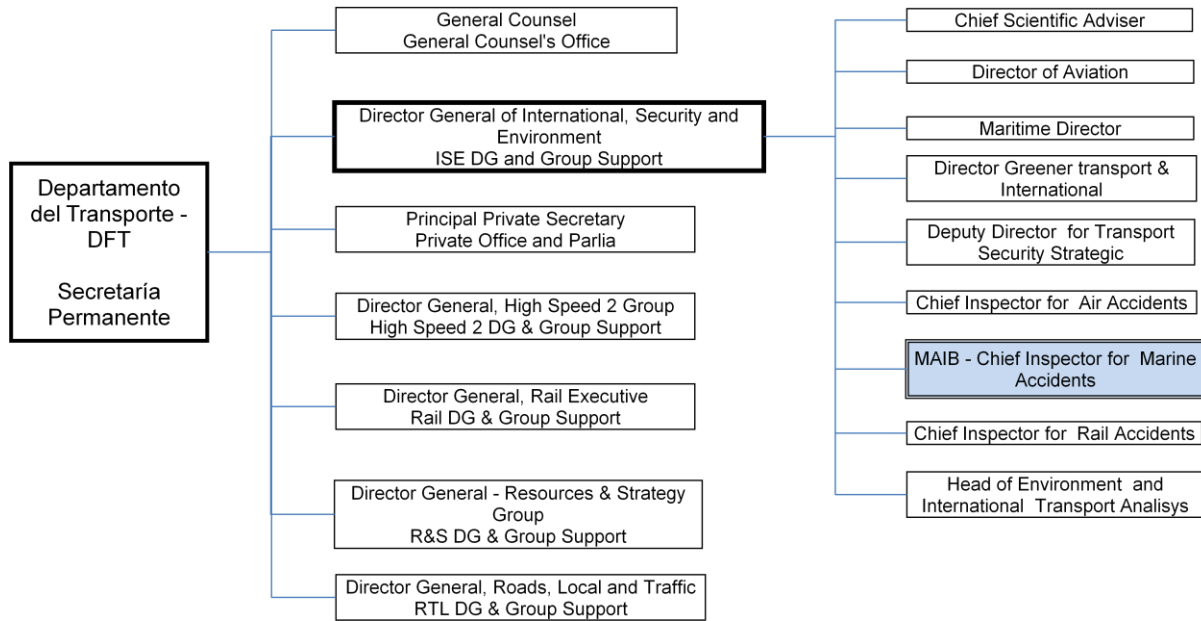 Departamento
del Transporte -
DFT
Secretaría
Permanente
General Counsel
General Counsel's Office
Director General of International, Security and
Environment
ISE DG and Group Support
Principal Private Secretary
Private Office and Parlia
Director General, High Speed 2 Group
High Speed 2 DG & Group Support
Director General, Rail Executive
Rail DG & Group Support
Director General - Resources & Strategy
Group
R&S DG & Group Support
Director General, Roads, Local and Traffic
RTL DG & Group Support
Chief Scientific Adviser
Director of Aviation
Maritime Director
Director Greener transport &
International
Deputy Director for Transport
Security Strategic
Chief Inspector for Air Accidents
MAIB - Chief Inspector for Marine
Accidents
Chief Inspector for Rail Accidents
Head of Environment and
International Transport Analisys